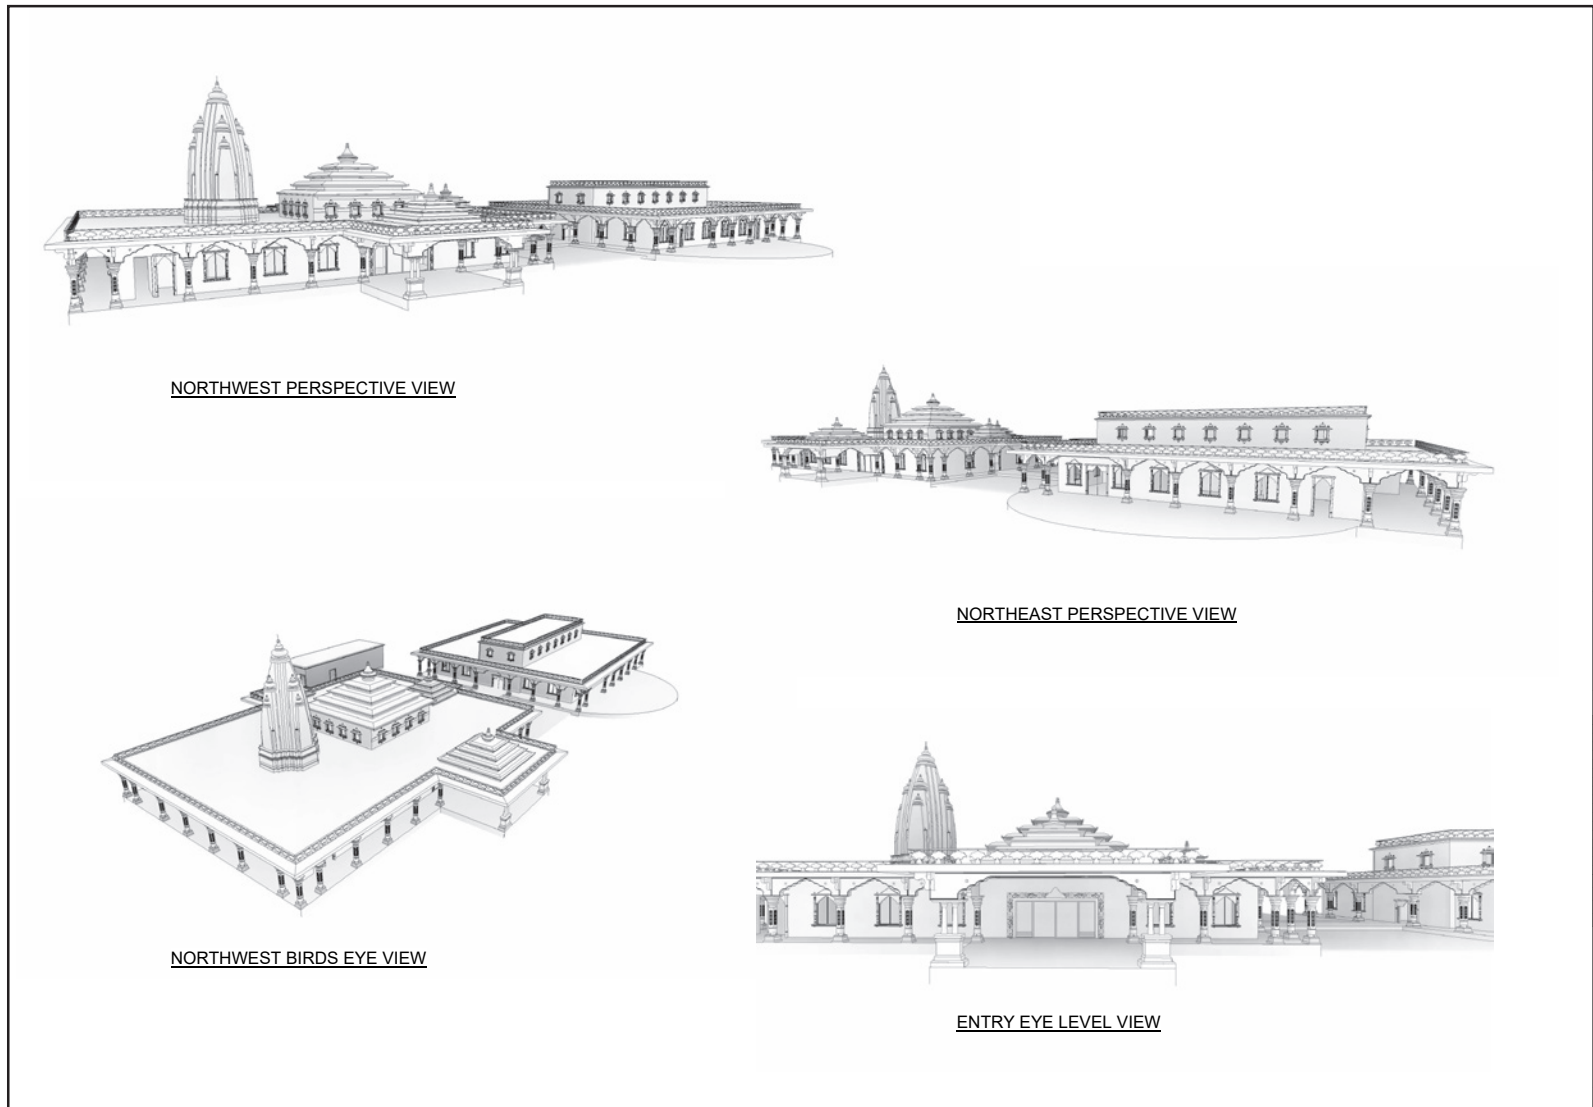 NORTHWEST PERSPECTIVE VIEW
NORTHEAST PERSPECTIVE VIEW
NORTHWEST BIRDS EYE VIEW
ENTRY EYE LEVEL VIEW